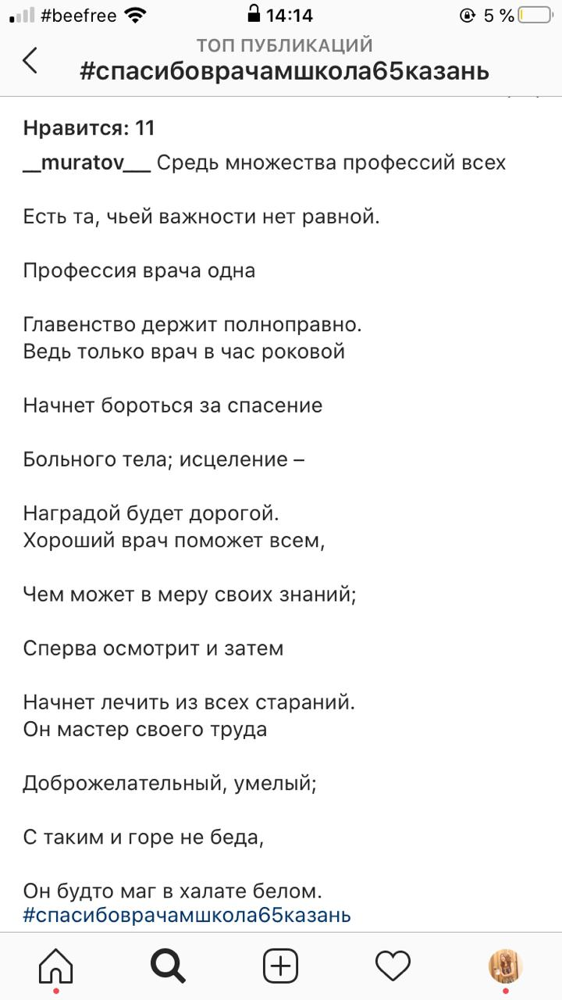 #beefree 14:14 5 %
ТОП ПУБЛИКАЦИЙ
#спасибоврачамшкола65казань
Нравится: 11
__muratov___ Средь множества профессий всех
Есть та, чьей важности нет равной.
Профессия врача одна
Главенство держит полноправно.
Ведь только врач в час роковой
Начнет бороться за спасение
Больного тела; исцеление –
Наградой будет дорогой.
Хороший врач поможет всем,
Чем может в меру своих знаний;
Сперва осмотрит и затем
Начнет лечить из всех стараний.
Он мастер своего труда
Доброжелательный, умелый;
С таким и горе не беда,
Он будто маг в халате белом.
#спасибоврачамшкола65казань